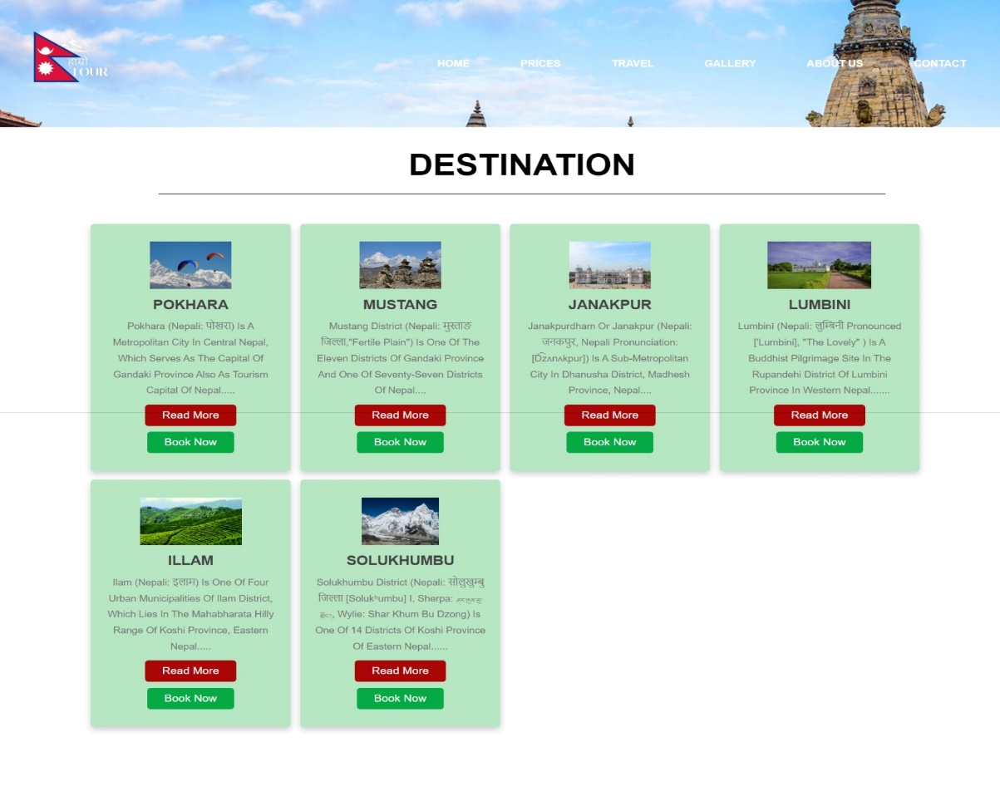 हाम्रो
TOUR
HOME PRICES TRAVEL GALLERY ABOUT US CONTACT
DESTINATION
POKHARA
Pokhara (Nepali: पोखरा) Is A
Metropolitan City In Central Nepal,
Which Serves As The Capital Of
Gandaki Province Also As Tourism
Capital Of Nepal.....
Read More
Book Now
MUSTANG
Mustang District (Nepali: मुस्ताङ
जिल्ला,"Fertile Plain") Is One Of The
Eleven Districts Of Gandaki Province
And One Of Seventy-Seven Districts
Of Nepal....
Read More
Book Now
JANAKPUR
Janakpurdham Or Janakpur (Nepali:
जनकपुर, Nepali Pronunciation:
[D͡zʌnʌkpur]) Is A Sub-Metropolitan
City In Dhanusha District, Madhesh
Province, Nepal....
Read More
Book Now
LUMBINI
Lumbinī (Nepali: लुम्बिनी Pronounced
['Lumbini], "The Lovely" ) Is A
Buddhist Pilgrimage Site In The
Rupandehi District Of Lumbini
Province In Western Nepal.......
Read More
Book Now
ILLAM
Ilam (Nepali: इलाम) Is One Of Four
Urban Municipalities Of Ilam District,
Which Lies In The Mahabharata Hilly
Range Of Koshi Province, Eastern
Nepal.....
Read More
Book Now
SOLUKHUMBU
Solukhumbu District (Nepali: सोलुखुम्बु
जिल्ला [Solukʰumbu] I, Sherpa:
, Wylie: Shar Khum Bu Dzong) Is
One Of 14 Districts Of Koshi Province
Of Eastern Nepal......
Read More
Book Now